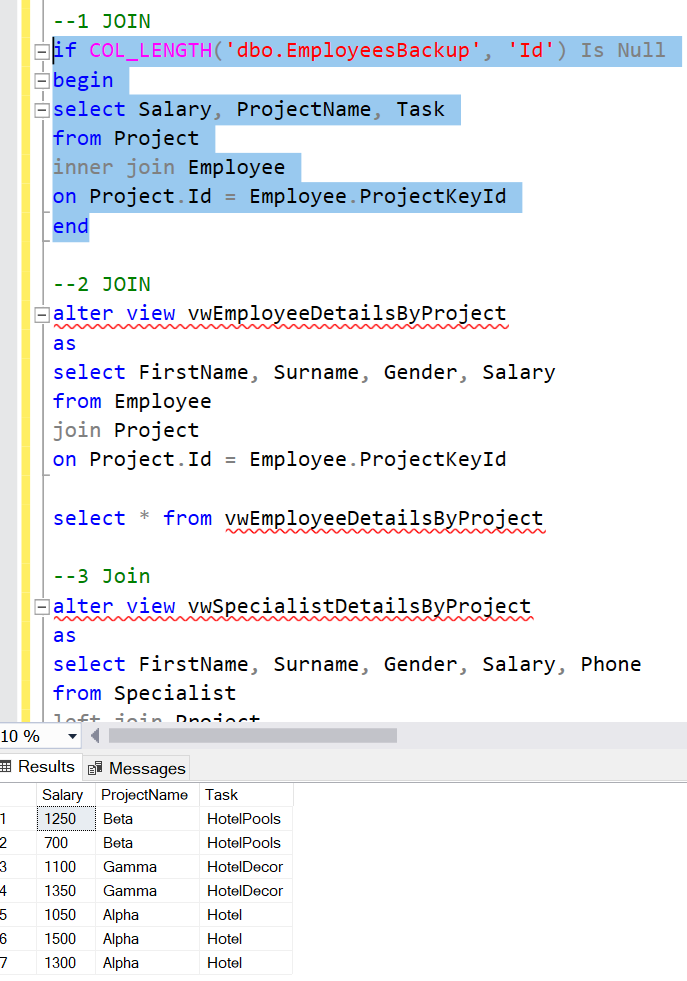 --1 JOIN
if COL_LENGTH('dbo.EmployeesBackup', 'Id') Is Null
begin
select Salary, ProjectName, Task
from Project
inner join Employee
on Project.Id = Employee.ProjectKeyId
end
--2 JOIN
alter view vwEmployeeDetailsByProject
as
select FirstName, Surname, Gender, Salary
from Employee
join Project
on Project.Id = Employee.ProjectKeyId
select * from vwEmployeeDetailsByProject
--3 Join
alter view vwSpecialistDetailsByProject
as
select FirstName, Surname, Gender, Salary, Phone
from Specialist
left join Project
10 %
Results Messages
Salary ProjectName Task
1 1250 Beta HotelPools
2 700 Beta HotelPools
3 1100 Gamma HotelDecor
4 1350 Gamma HotelDecor
5 1050 Alpha Hotel
6 1500 Alpha Hotel
7 1300 Alpha Hotel